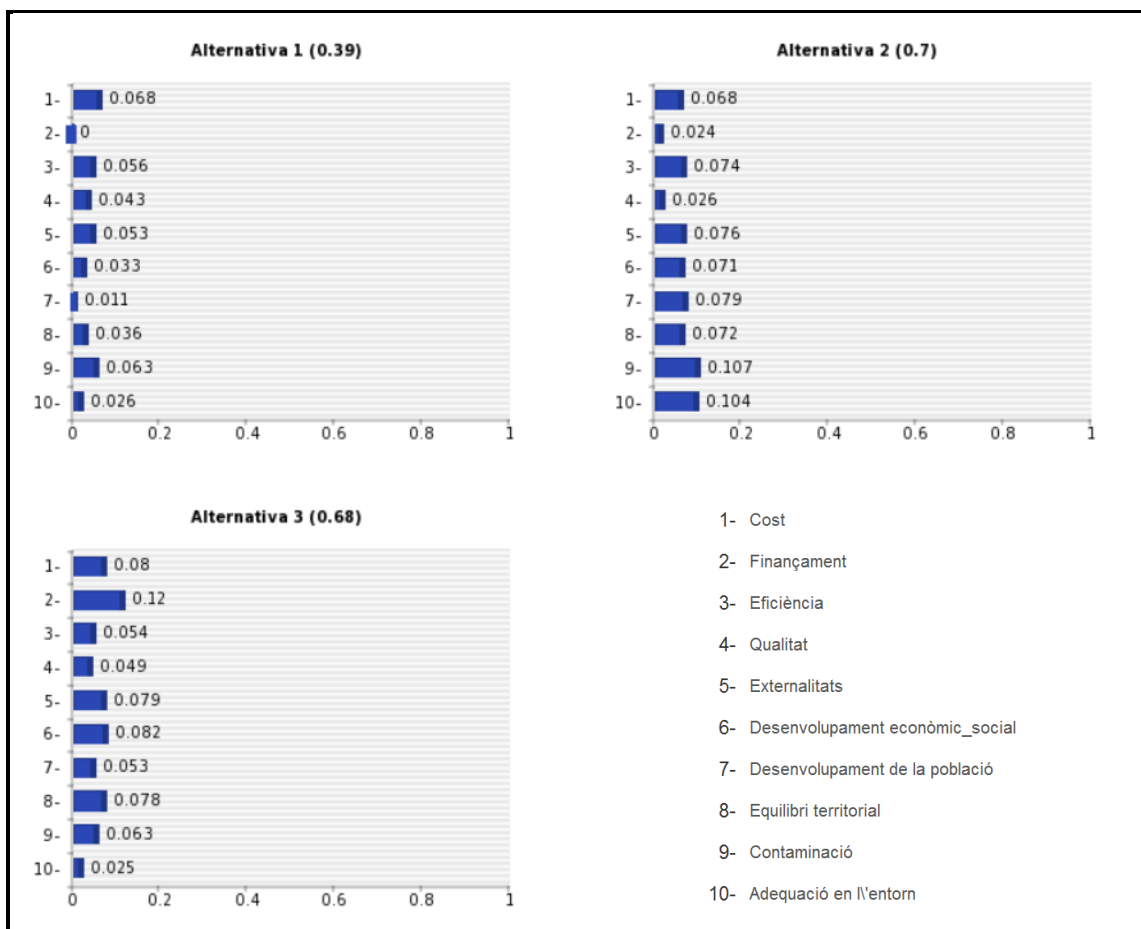 Alternativa 1 (0.39)
1- 0.068
2- 0
3- 0.056
4- 0.043
5- 0.053
6- 0.033
7- 0.011
8- 0.036
9- 0.063
10- 0.026
0 0.2 0.4 0.6 0.8 1
Alternativa 2 (0.7)
1- 0.068
2- 0.024
3- 0.074
4- 0.026
5- 0.076
6- 0.071
7- 0.079
8- 0.072
9- 0.107
10- 0.104
0 0.2 0.4 0.6 0.8 1
Alternativa 3 (0.68)
1- 0.08
2- 0.12
3- 0.054
4- 0.049
5- 0.079
6- 0.082
7- 0.053
8- 0.078
9- 0.063
10- 0.025
0 0.2 0.4 0.6 0.8 1
1- Cost
2- Finançament
3- Eficiència
4- Qualitat
5- Externalitats
6- Desenvolupament econòmic_social
7- Desenvolupament de la població
8- Equilibri territorial
9- Contaminació
10- Adequació en l\'entorn